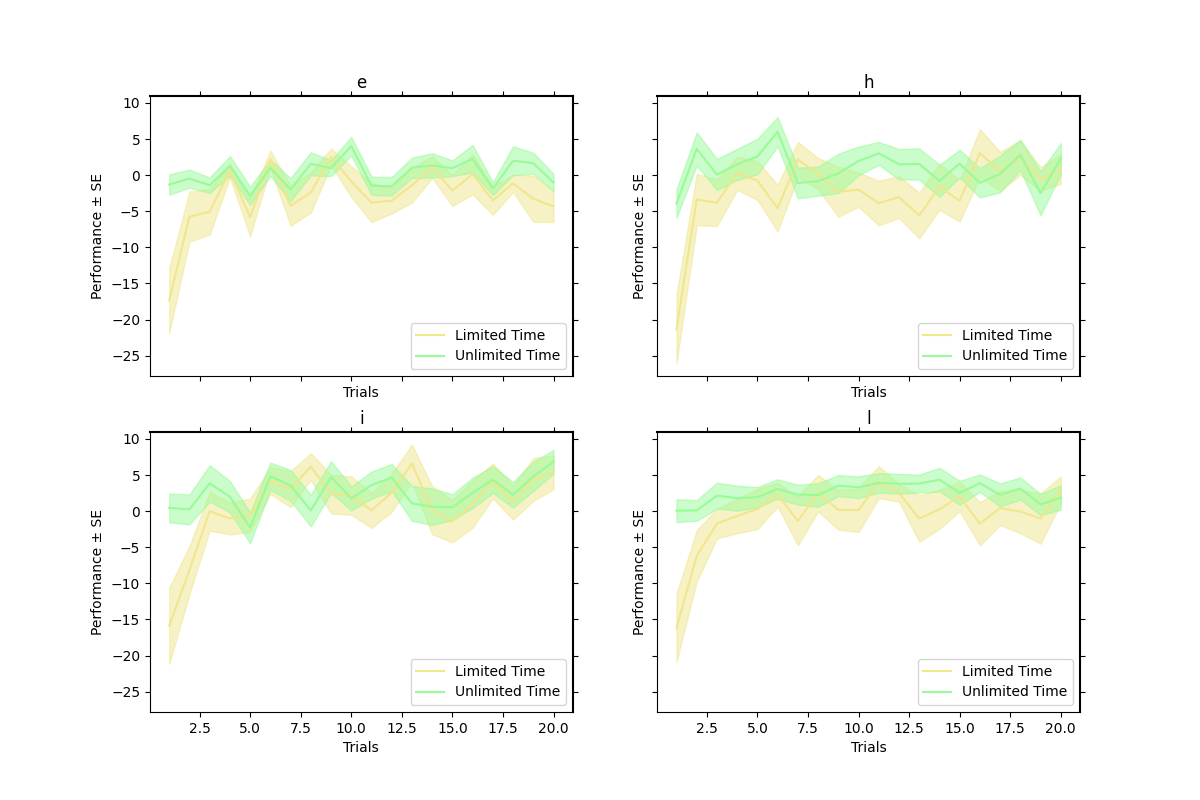 e
h
10
5
0
−5
−10
−15
−20
−25
Performance ± SE
Performance ± SE
Limited Time
Unlimited Time
Limited Time
Unlimited Time
Trials
Trials
i
l
10
5
0
−5
−10
−15
−20
−25
Performance ± SE
Performance ± SE
Limited Time
Unlimited Time
Limited Time
Unlimited Time
2.5 5.0 7.5 10.0 12.5 15.0 17.5 20.0
2.5 5.0 7.5 10.0 12.5 15.0 17.5 20.0
Trials
Trials